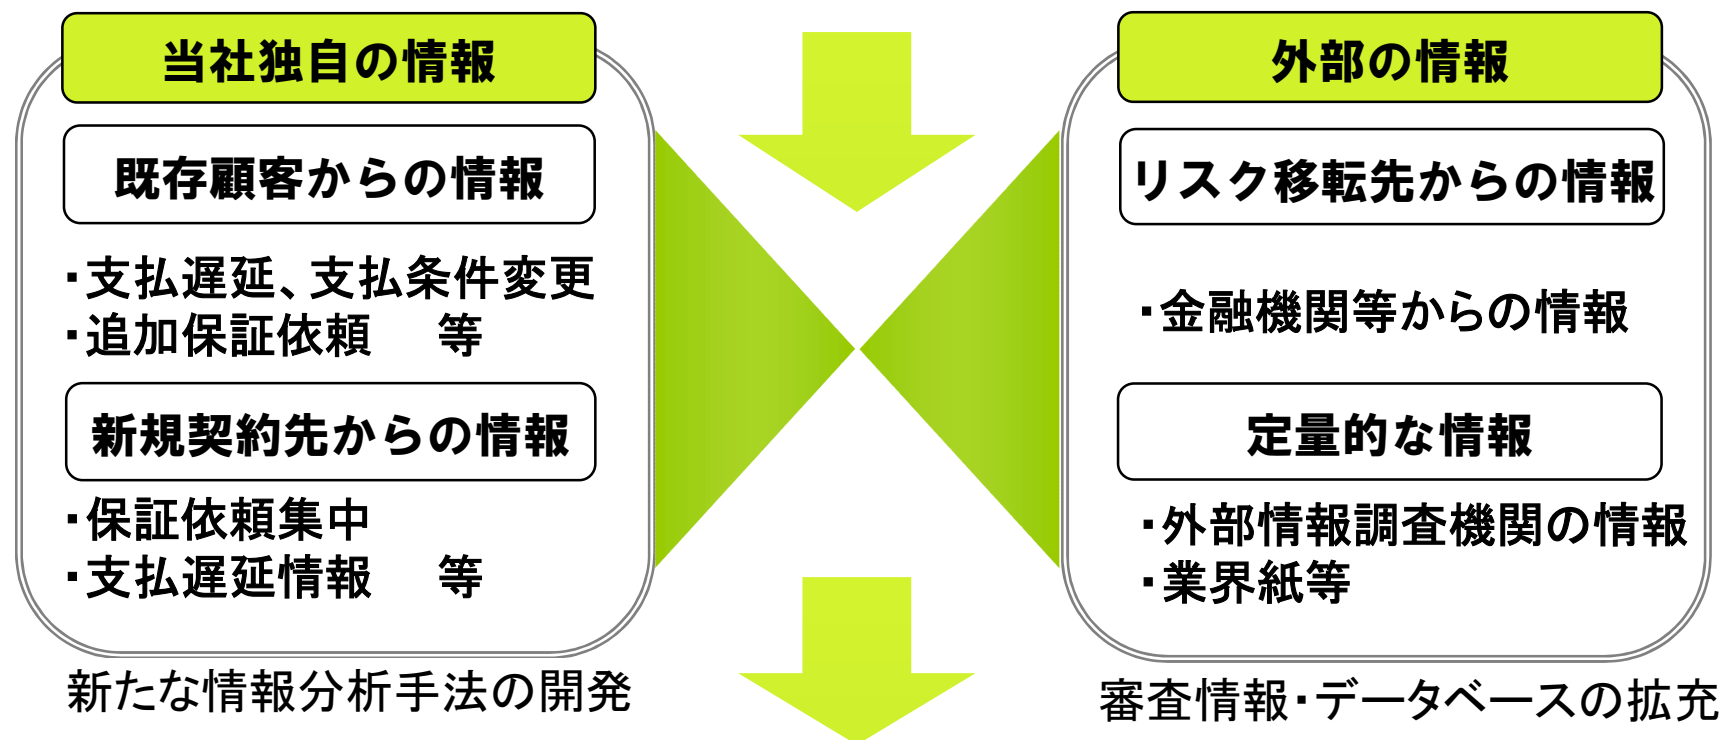 当社独自の情報
既存顧客からの情報
・支払遅延、支払条件変更
・追加保証依頼　等
新規契約先からの情報
・保証依頼集中
・支払遅延情報　等
新たな情報分析手法の開発
外部の情報
リスク移転先からの情報
・金融機関等からの情報
定量的な情報
・外部情報調査機関の情報
・業界紙等
審査情報・データベースの拡充